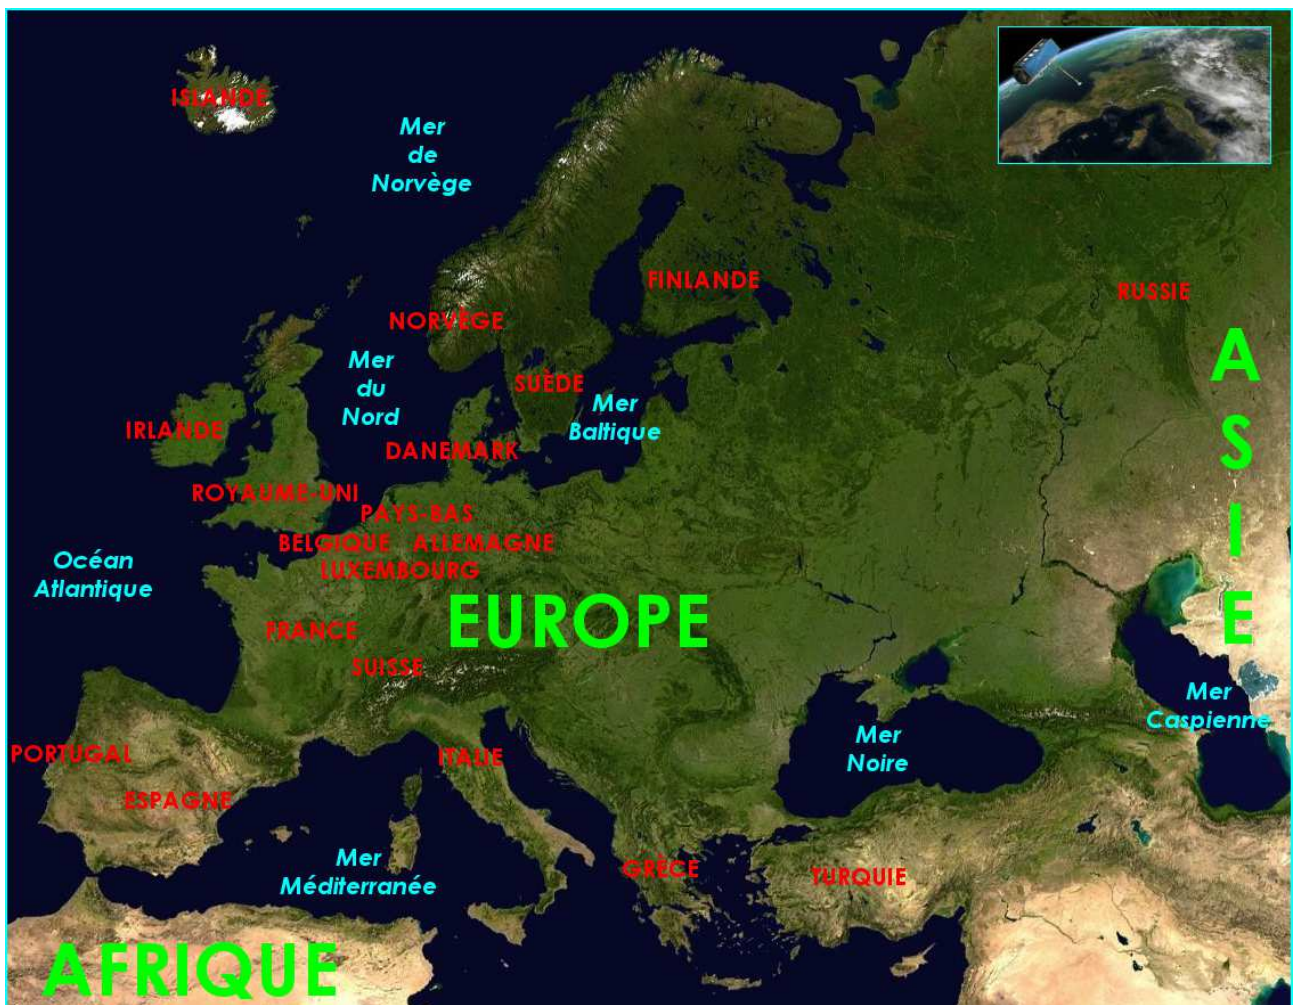 ISLANDE
Mer
de
Norvège
FINLANDE
RUSSIE
NORVÈGE
Mer
du
Nord
SUÈDE
Mer
Baltique
IRLANDE
DANEMARK
ROYAUME-UNI
PAYS-BAS
BELGIQUE
ALLEMAGNE
LUXEMBOURG
Océan
Atlantique
EUROPE
A
S
I
E
FRANCE
SUISSE
Mer
Caspienne
PORTUGAL
ITALIE
Mer
Noire
ESPAGNE
Mer
Méditerranée
GRÈCE
TURQUIE
AFRIQUE